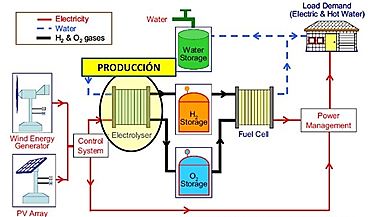 Electricity
Water
H2 & O2 gases
Water
Load Demand
(Electric & Hot Water)
Water
Storage
PRODUCCIÓN
Wind Energy
Generator
Electrolyser
H2
Storage
Fuel Cell
Power
Management
Control
System
O2
Storage
PV Array